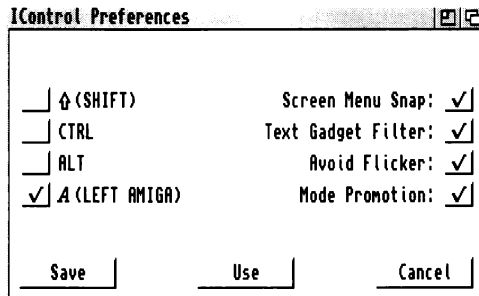 IControl Preferences
⇧ (SHIFT)
CTRL
ALT
A (LEFT AMIGA)
Screen Menu Snap:
Text Gadget Filter:
Avoid Flicker:
Mode Promotion:
Save
Use
Cancel